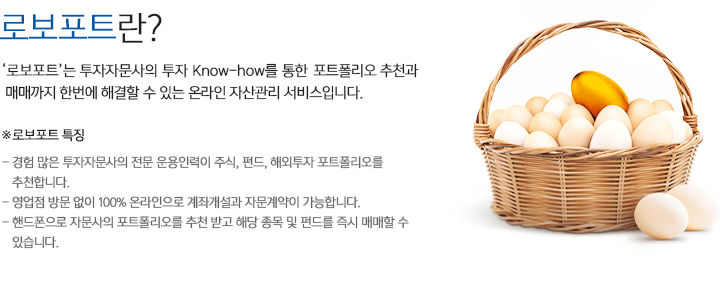 로보포트란?
‘로보포트’는 투자자문사의 투자 Know-how를 통한 포트폴리오 추천과
매매까지 한번에 해결할 수 있는 온라인 자산관리 서비스입니다.
※로보포트 특징
- 경험 많은 투자자문사의 전문 운용인력이 주식, 펀드, 해외투자 포트폴리오를
추천합니다.
- 영업점 방문 없이 100% 온라인으로 계좌개설과 자문계약이 가능합니다.
- 핸드폰으로 자문사의 포트폴리오를 추천 받고 해당 종목 및 펀드를 즉시 매매할 수
있습니다.